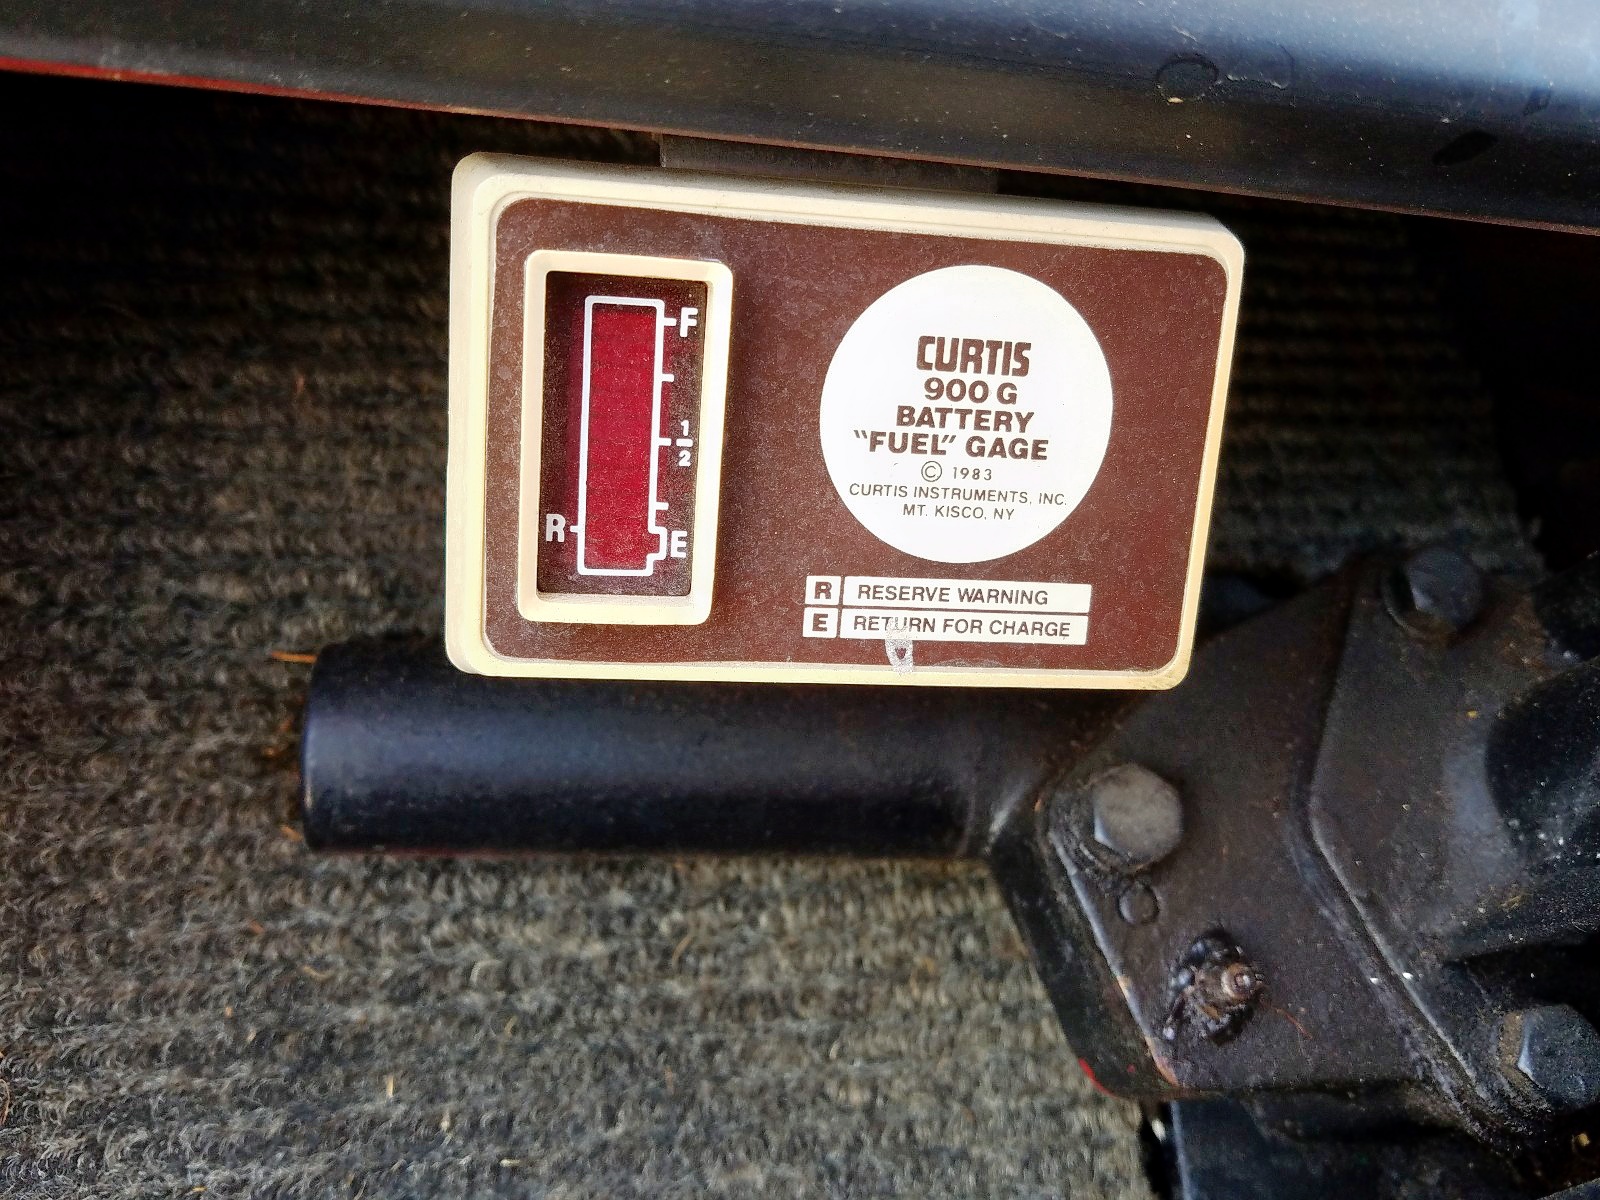 F
1/2
R
E
CURTIS
900 G
BATTERY
"FUEL" GAGE
© 1983
CURTIS INSTRUMENTS, INC.
MT. KISCO, NY
R RESERVE WARNING
E RETURN FOR CHARGE